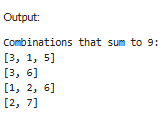 Output:
Combinations that sum to 9:
[3, 1, 5]
[3, 6]
[1, 2, 6]
[2, 7]